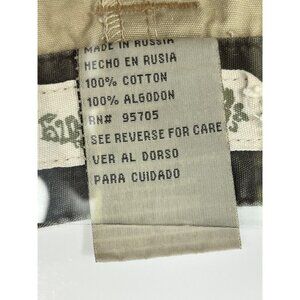 MADE IN RUSSIA
HECHO EN RUSIA
100% COTTON
100% ALGODON
RN# 95705
SEE REVERSE FOR CARE
VER AL DORSO
PARA CUIDADO